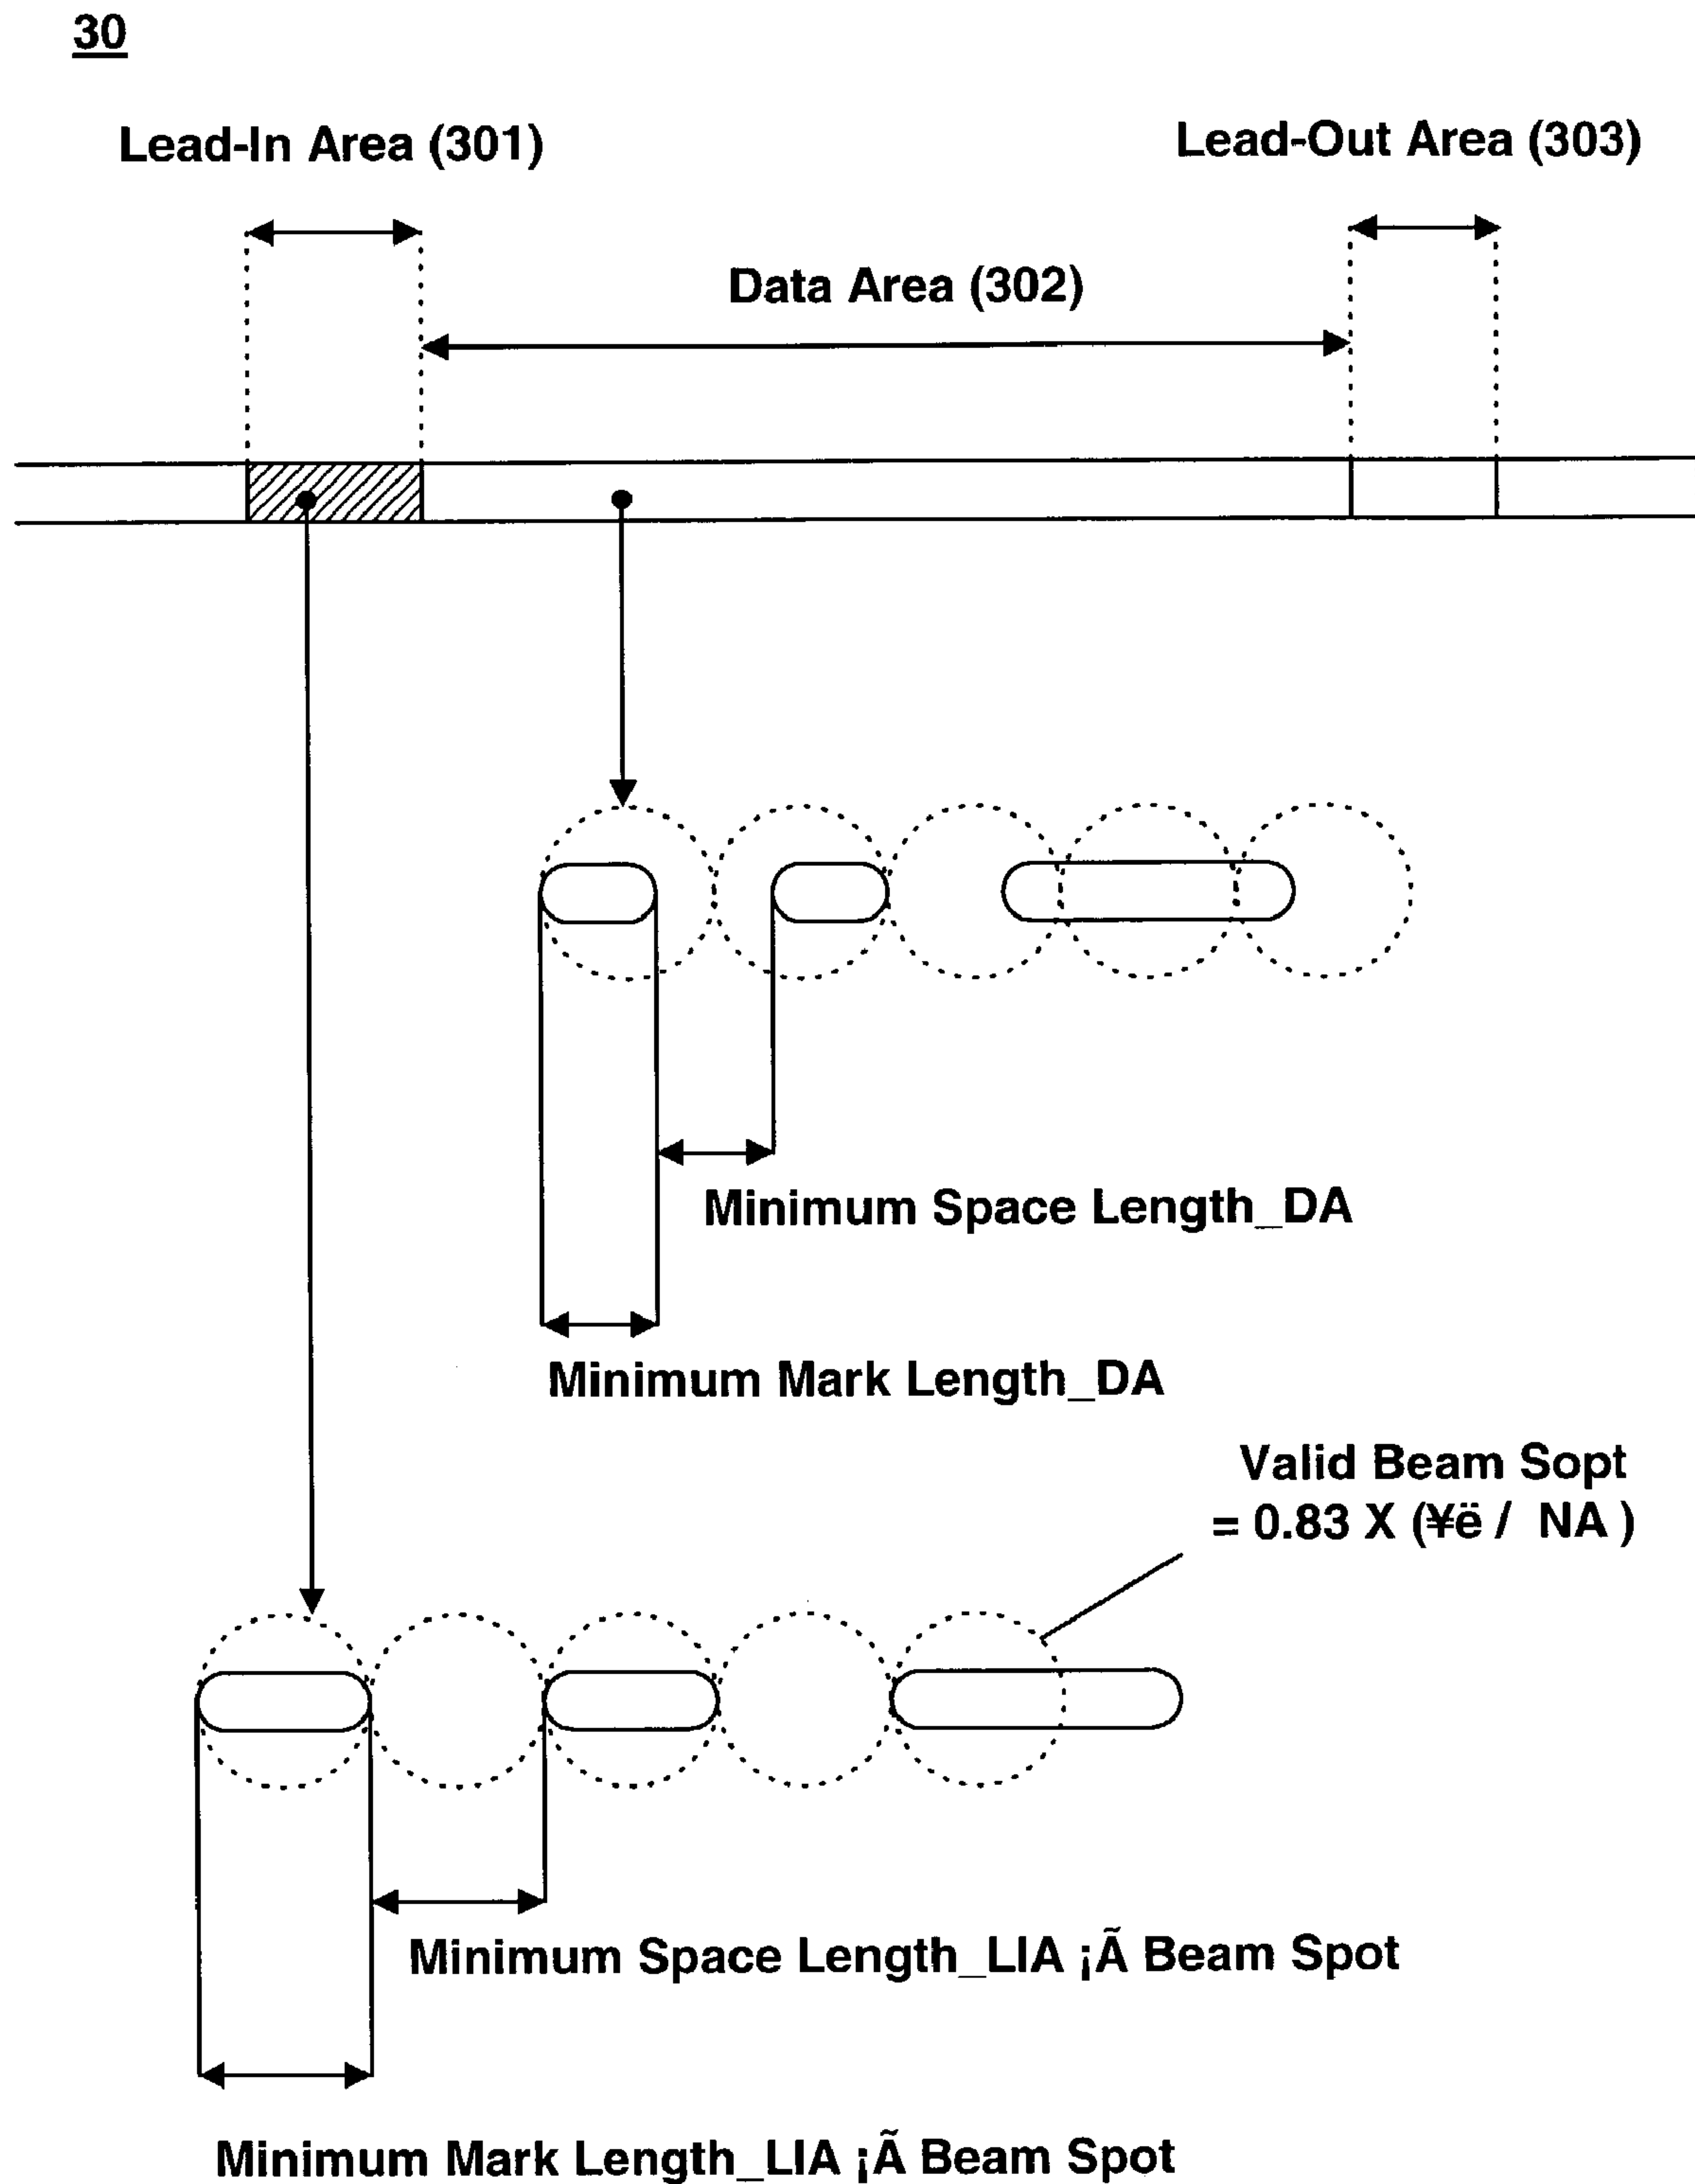 30
Lead-In Area (301)
Lead-Out Area (303)
Data Area (302)
Minimum Space Length_DA
Minimum Mark Length_DA
Valid Beam Sopt
= 0.83 X (¥ë / NA )
Minimum Space Length_LIA ¡Ã Beam Spot
Minimum Mark Length_LIA ¡Ã Beam Spot